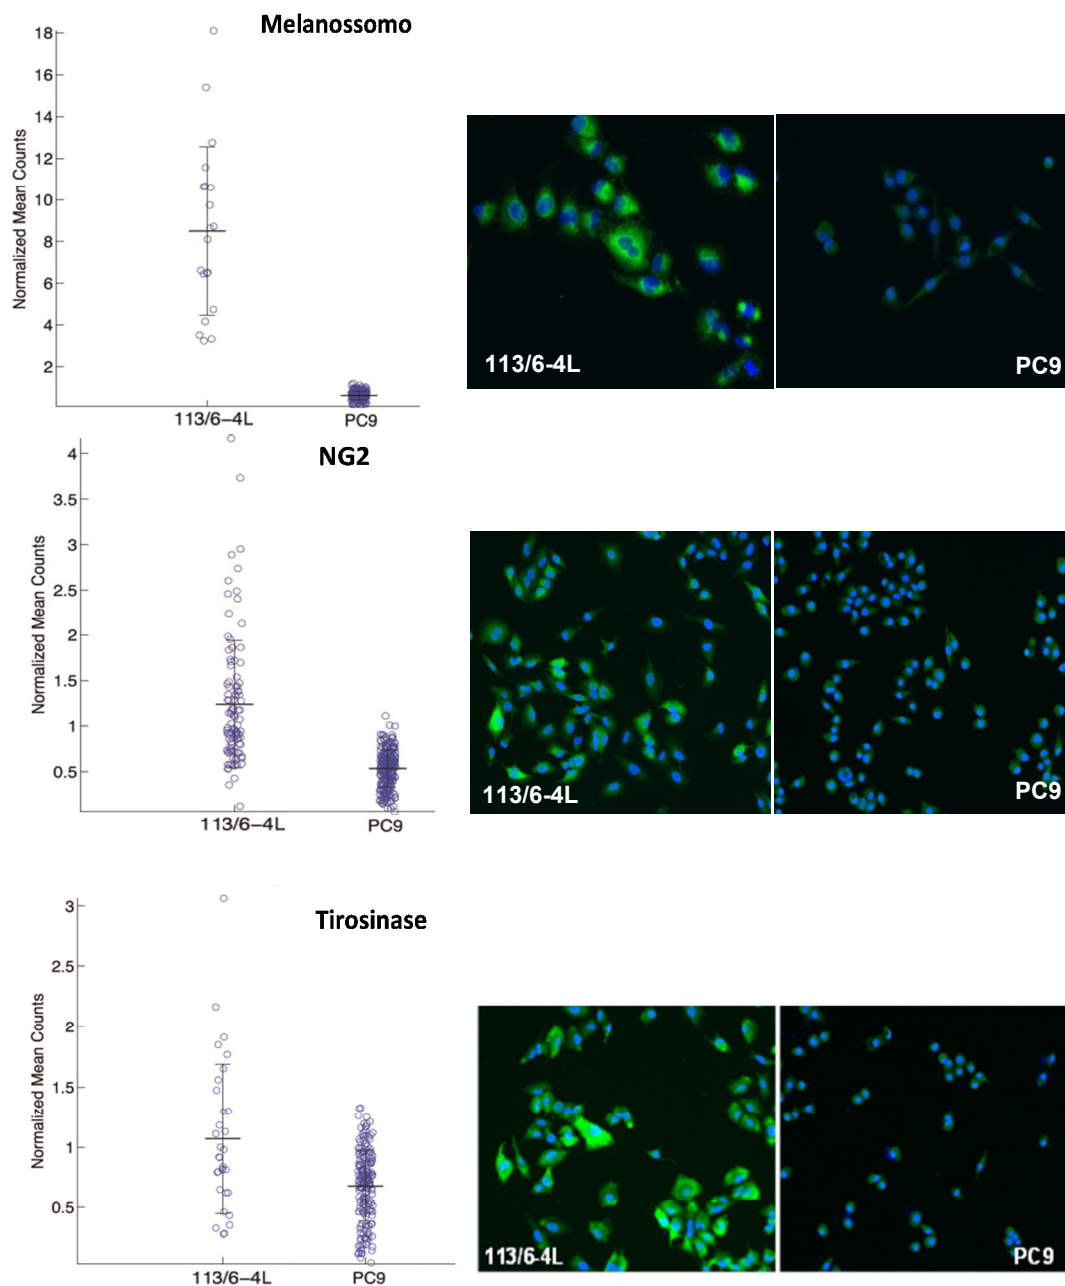 Melanossomo
18
16
14
12
10
8
6
4
2
Normalized Mean Counts
113/6–4L
PC9
113/6-4L
PC9
NG2
4
3.5
3
2.5
2
1.5
1
0.5
Normalized Mean Counts
113/6–4L
PC9
113/6-4L
PC9
Tirosinase
3
2.5
2
1.5
1
0.5
Normalized Mean Counts
113/6–4L
PC9
113/6-4L
PC9